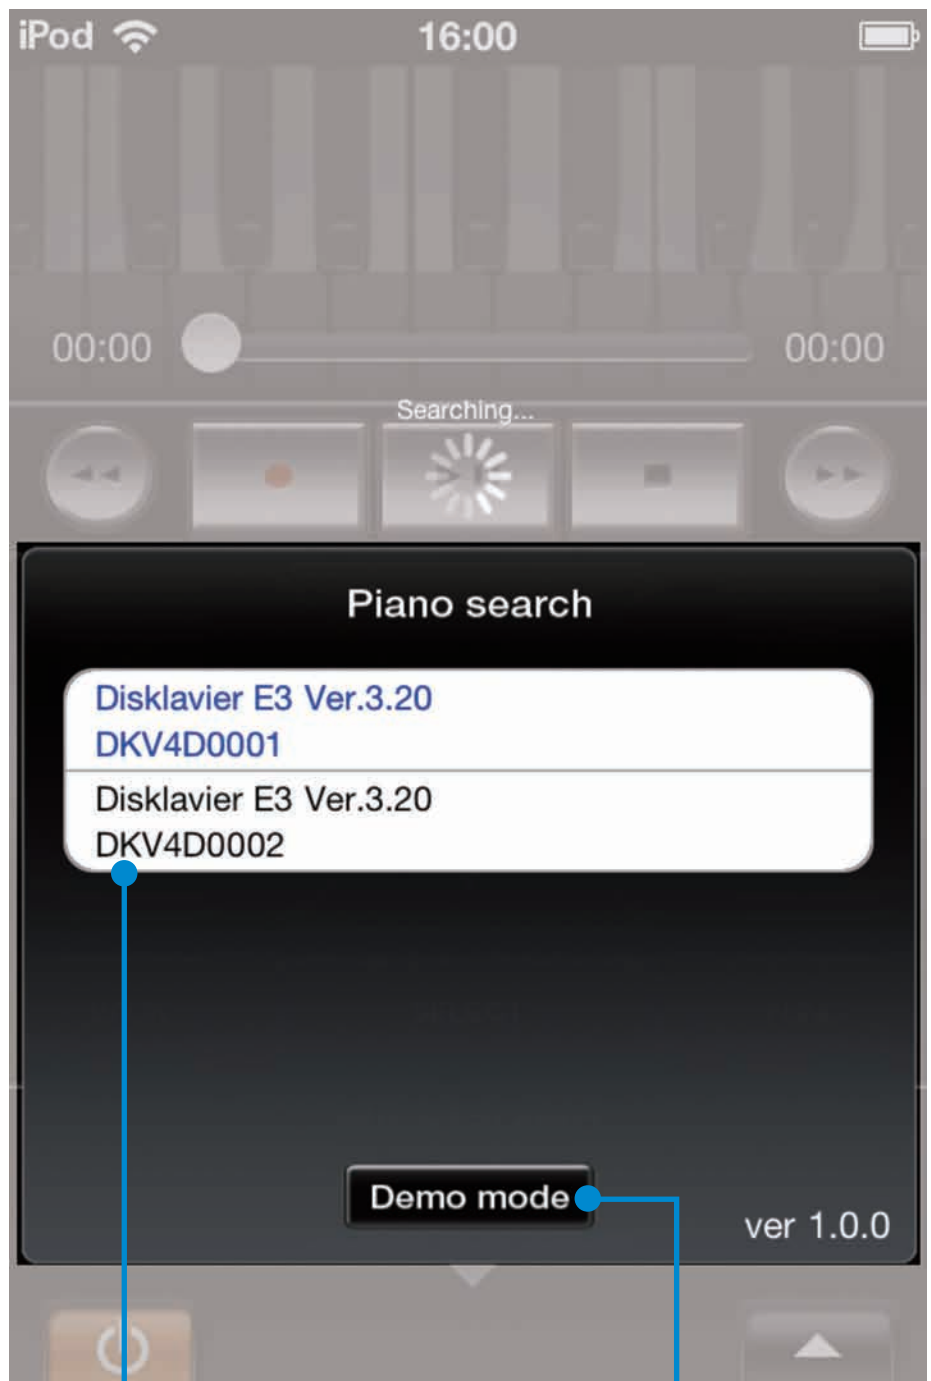 iPod 16:00
00:00 00:00
Searching...
Piano search
Disklavier E3 Ver.3.20
DKV4D0001
Disklavier E3 Ver.3.20
DKV4D0002
Demo mode
ver 1.0.0